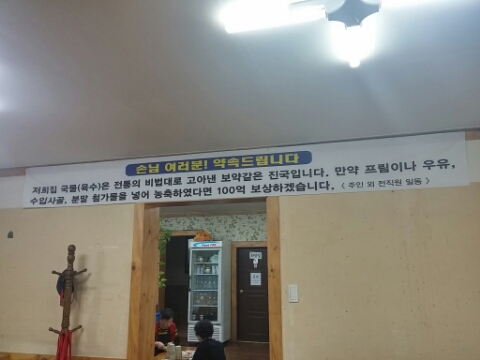 손님 여러분! 약속드립니다
저희집 국물(육수)은 전통의 비법대로 고아낸 보약같은 진국입니다. 만약 프림이나 우유,
수입사골, 분말 첨가물을 넣어 농축하였다면 100억 보상하겠습니다. < 주인 외 전직원 일동 >